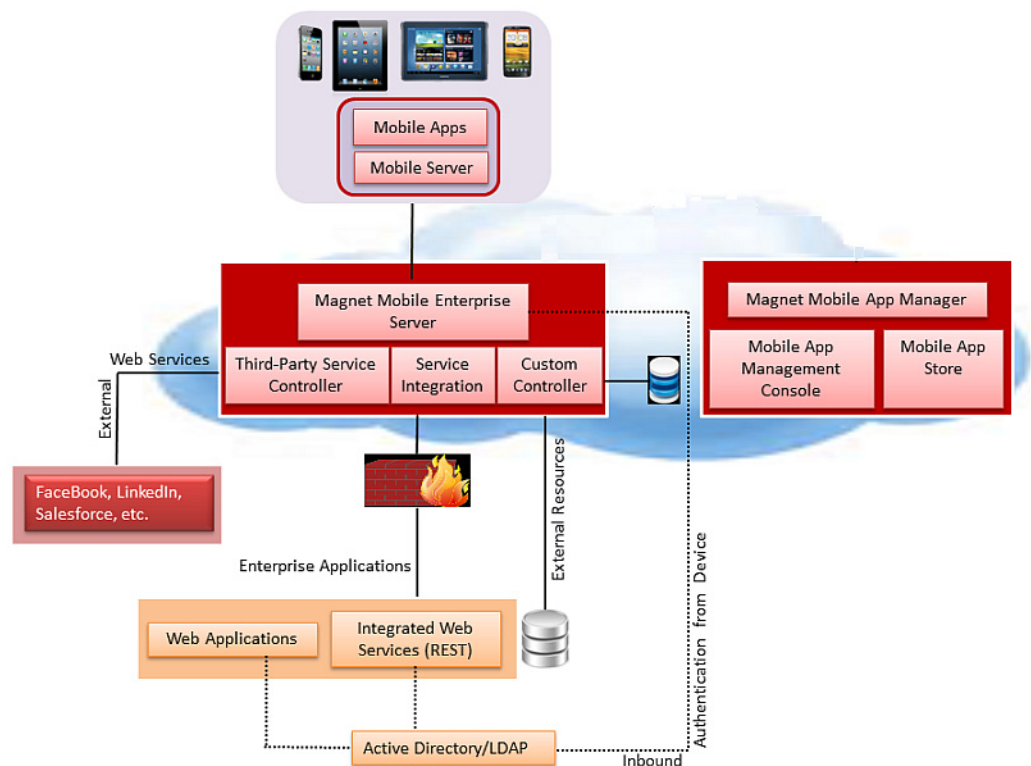 Mobile Apps
Mobile Server
Magnet Mobile Enterprise
Server
Third-Party Service
Controller
Service
Integration
Custom
Controller
Magnet Mobile App Manager
Mobile App
Management
Console
Mobile App
Store
Web Services
External
FaceBook, LinkedIn,
Salesforce, etc.
Enterprise Applications
External Resources
Authentication from Device
Web Applications
Integrated Web
Services (REST)
Active Directory/LDAP
Inbound